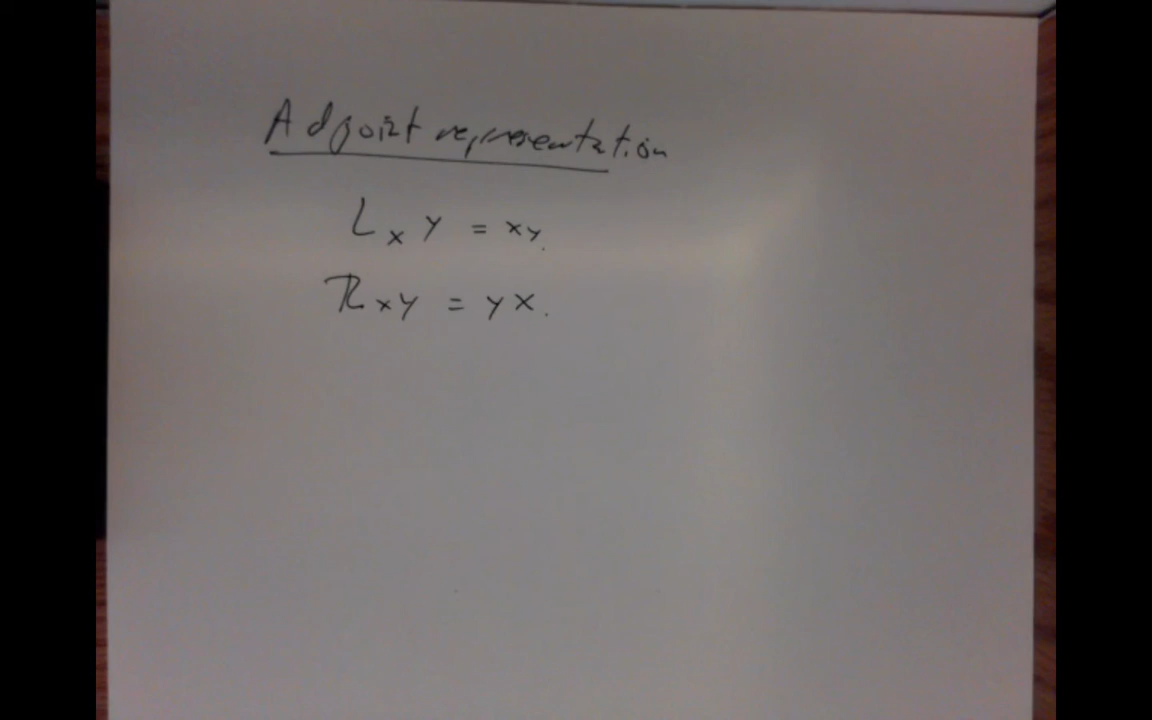 Adjoint representation
L_x y = xy.
R_x y = yx.